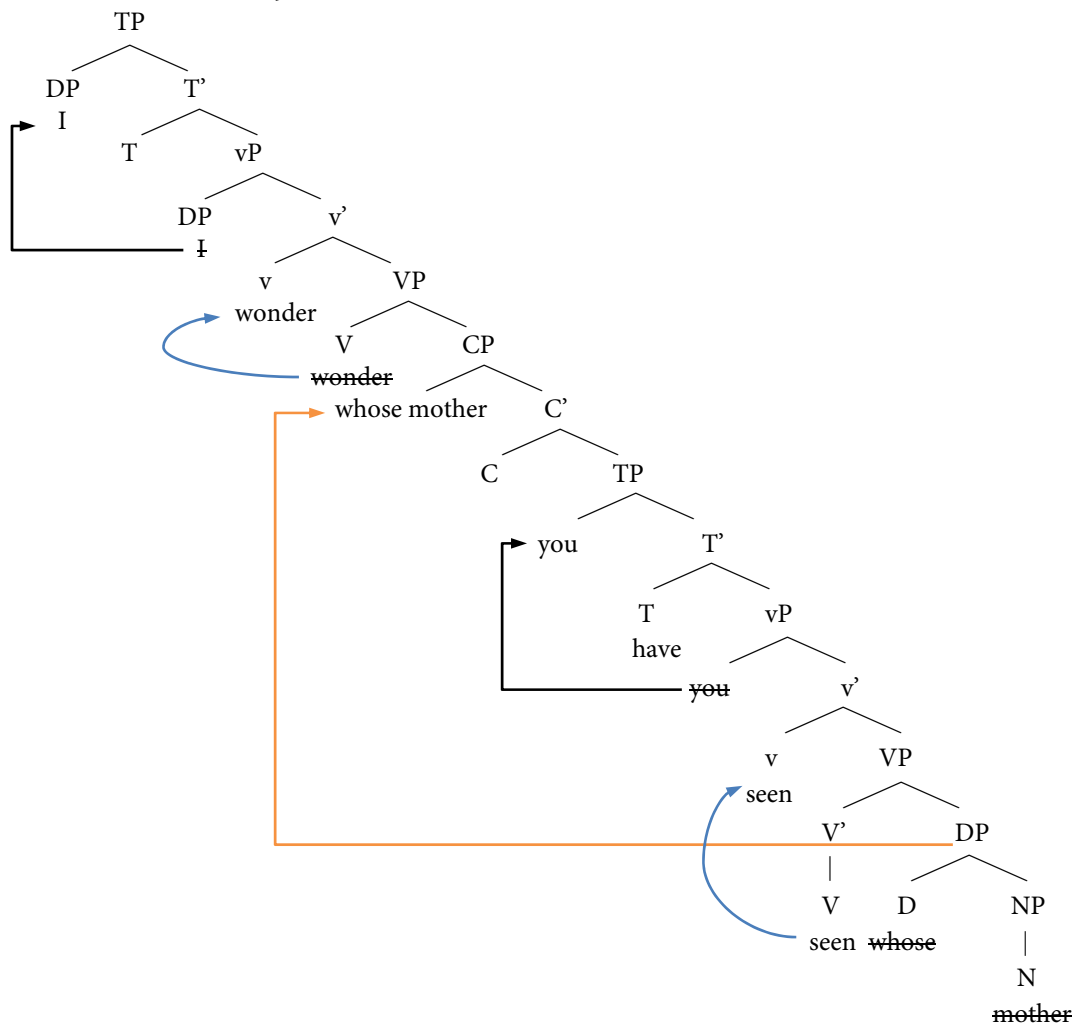 TP
DP T’
I
T vP
DP v’
I
v VP
wonder
V CP
wonder
whose mother C’
C TP
you T’
T vP
have
you v’
v VP
seen
V’ DP
V D NP
seen whose
N
mother